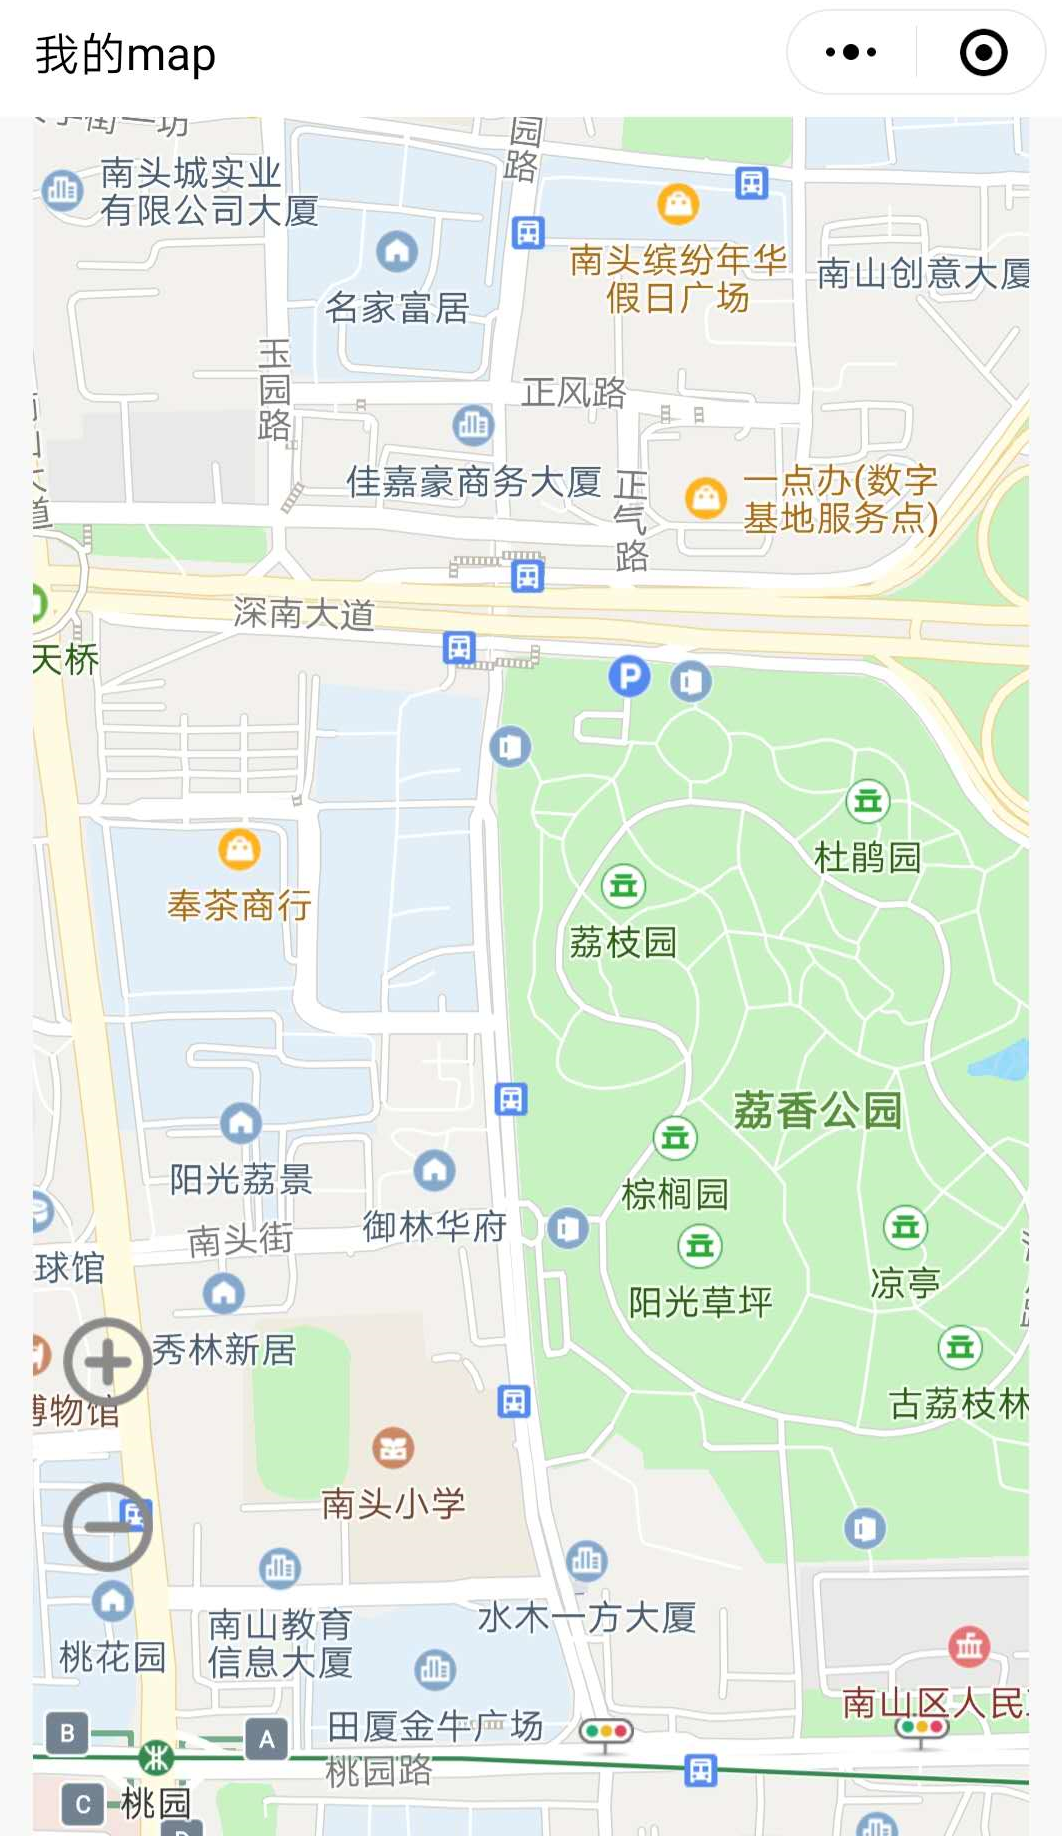 我的map
园路
南头城实业
有限公司大厦
南头缤纷年华
假日广场
南山创意大厦
名家富居
玉园路
正风路
佳嘉豪商务大厦
正气路
一点办(数字
基地服务点)
深南大道
天桥
P
杜鹃园
奉茶商行
荔枝园
荔香公园
阳光荔景
棕榈园
御林华府
南头街
球馆
凉亭
阳光草坪
秀林新居
古荔枝林
博物馆
南头小学
水木一方大厦
南山教育
信息大厦
桃花园
南山区人民
田厦金牛广场
B
A
桃园路
C
桃园
D